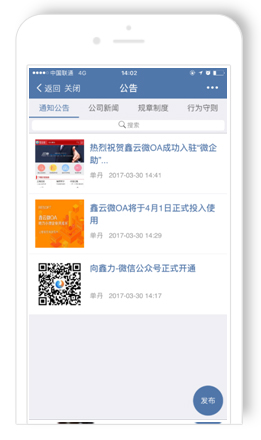 中国联通 4G 14:02
返回 关闭 公告
通知公告 公司新闻 规章制度 行为守则
搜索
热烈祝贺鑫云微OA成功入驻“微企
助”...
单丹 2017-03-30 14:41
鑫云微OA将于4月1日正式投入使
用
单丹 2017-03-30 14:29
向鑫力-微信公众号正式开通
单丹 2017-03-30 14:17
发布